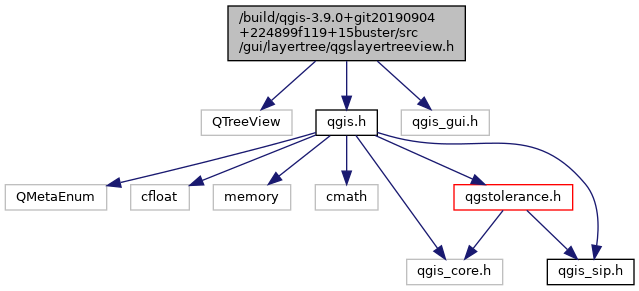 /build/qgis-3.9.0+git20190904
+224899f119+15buster/src
/gui/layertree/qgslayertreeview.h
QTreeView
qgis.h
qgis_gui.h
QMetaEnum
cfloat
memory
cmath
qgstolerance.h
qgis_core.h
qgis_sip.h